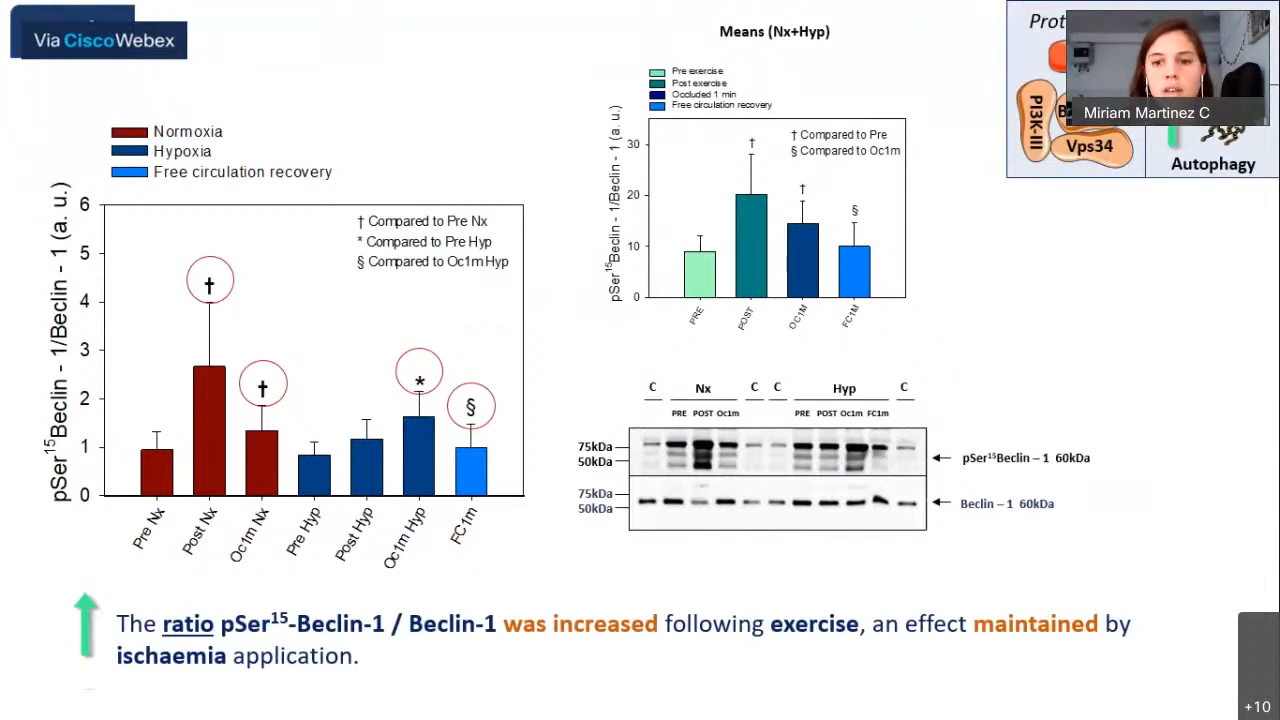 Via CiscoWebex
Means (Nx+Hyp)
Pre exercise
Post exercise
Occluded 1 min
Free circulation recovery
pSer15Beclin - 1/Beclin - 1 (a. u.)
30
20
10
0
† Compared to Pre
§ Compared to Oc1m
†
†
§
PRE
POST
OC1M
FC1M
Normoxia
Hypoxia
Free circulation recovery
pSer15Beclin - 1/Beclin - 1 (a. u.)
6
5
4
3
2
1
0
† Compared to Pre Nx
* Compared to Pre Hyp
§ Compared to Oc1m Hyp
†
†
*
§
Pre Nx
Post Nx
Oc1m Nx
Pre Hyp
Post Hyp
Oc1m Hyp
FC1m
C Nx C C Hyp C
PRE POST Oc1m PRE POST Oc1m FC1m
75kDa
50kDa
pSer15Beclin – 1 60kDa
75kDa
50kDa
Beclin – 1 60kDa
PI3K-III
Vps34
Autophagy
Miriam Martinez C
The ratio pSer15-Beclin-1 / Beclin-1 was increased following exercise, an effect maintained by
ischaemia application.
+10